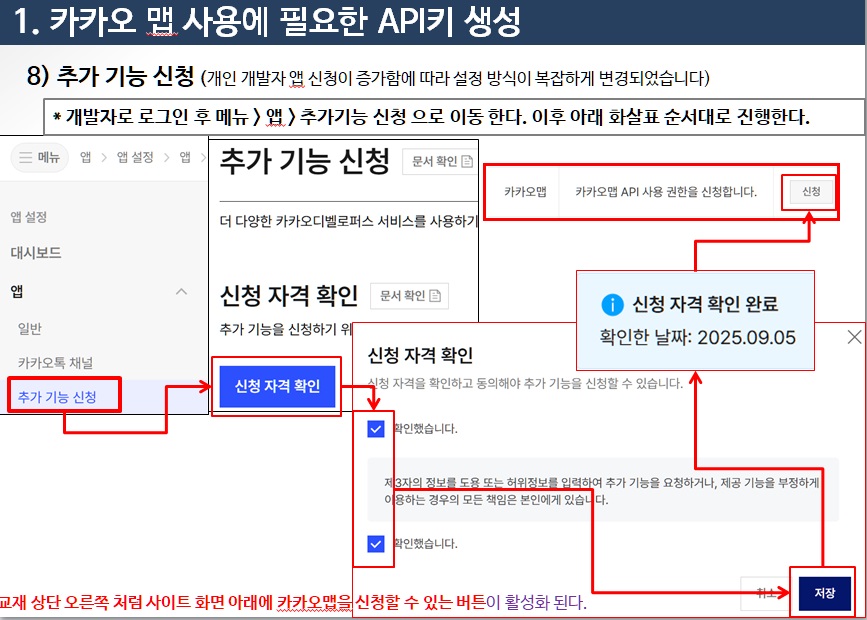 1. 카카오 맵 사용에 필요한 API키 생성
8) 추가 기능 신청 (개인 개발자 앱 신청이 증가함에 따라 설정 방식이 복잡하게 변경되었습니다)
* 개발자로 로그인 후 메뉴 > 앱 > 추가기능 신청 으로 이동 한다. 이후 아래 화살표 순서대로 진행한다.
메뉴 앱 > 앱 설정 > 앱 >
앱 설정
대시보드
앱
일반
카카오톡 채널
추가 기능 신청
추가 기능 신청 문서 확인
더 다양한 카카오디벨로퍼스 서비스를 사용하기
신청 자격 확인 문서 확인
추가 기능을 신청하기 위
신청 자격 확인
카카오맵 카카오맵 API 사용 권한을 신청합니다. 신청
신청 자격 확인 완료
확인한 날짜: 2025.09.05
신청 자격 확인
신청 자격을 확인하고 동의해야 추가 기능을 신청할 수 있습니다.
확인했습니다.
제3자의 정보를 도용 또는 허위정보를 입력하여 추가 기능을 요청하거나, 제공 기능을 부정하게
이용하는 경우의 모든 책임은 본인에게 있습니다.
확인했습니다.
취소 저장
교재 상단 오른쪽 처럼 사이트 화면 아래에 카카오맵을 신청할 수 있는 버튼이 활성화 된다.